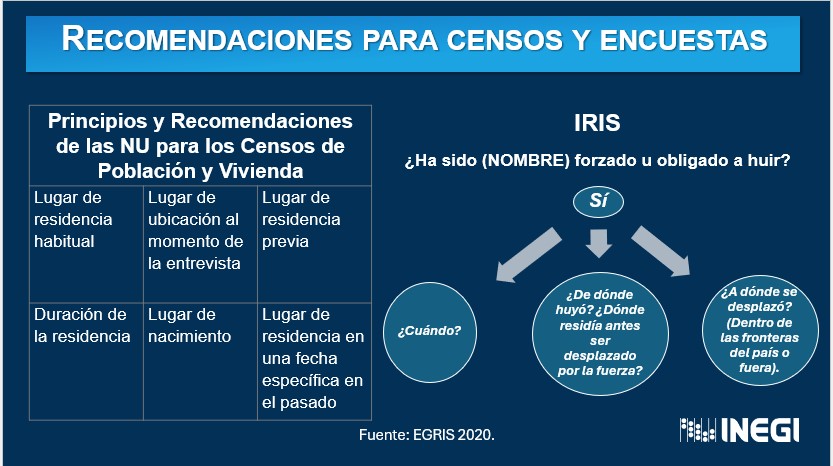 RECOMENDACIONES PARA CENSOS Y ENCUESTAS
Principios y Recomendaciones
de las NU para los Censos de
Población y Vivienda
Lugar de
residencia
habitual
Lugar de
ubicación al
momento de
la entrevista
Lugar de
residencia
previa
Duración de
la residencia
Lugar de
nacimiento
Lugar de
residencia en
una fecha
específica en
el pasado
IRIS
¿Ha sido (NOMBRE) forzado u obligado a huir?
Sí
¿Cuándo?
¿De dónde
huyó? ¿Dónde
residía antes
ser
desplazado
por la fuerza?
¿A dónde se
desplazó?
(Dentro de
las fronteras
del país o
fuera).
Fuente: EGRIS 2020.
INEGI